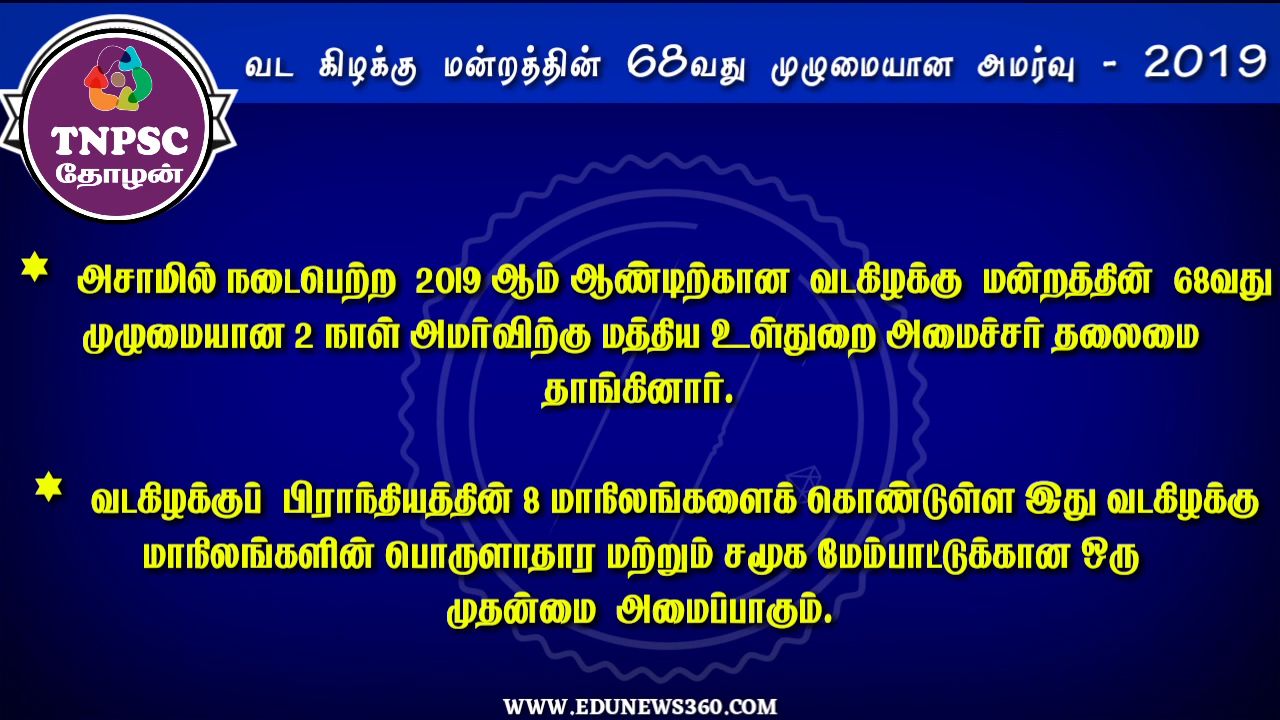 வட கிழக்கு மன்றத்தின் 68வது முழுமையான அமர்வு - 2019
TNPSC
தோழன்
அசாமில் நடைபெற்ற 2019 ஆம் ஆண்டிற்கான வடகிழக்கு மன்றத்தின் 68வது
முழுமையான 2 நாள் அமர்விற்கு மத்திய உள்துறை அமைச்சர் தலைமை
தாங்கினார்.
வடகிழக்குப் பிராந்தியத்தின் 8 மாநிலங்களைக் கொண்டுள்ள இது வடகிழக்கு
மாநிலங்களின் பொருளாதார மற்றும் சமூக மேம்பாட்டுக்கான ஒரு
முதன்மை அமைப்பாகும்.
WWW.EDUNEWS360.COM